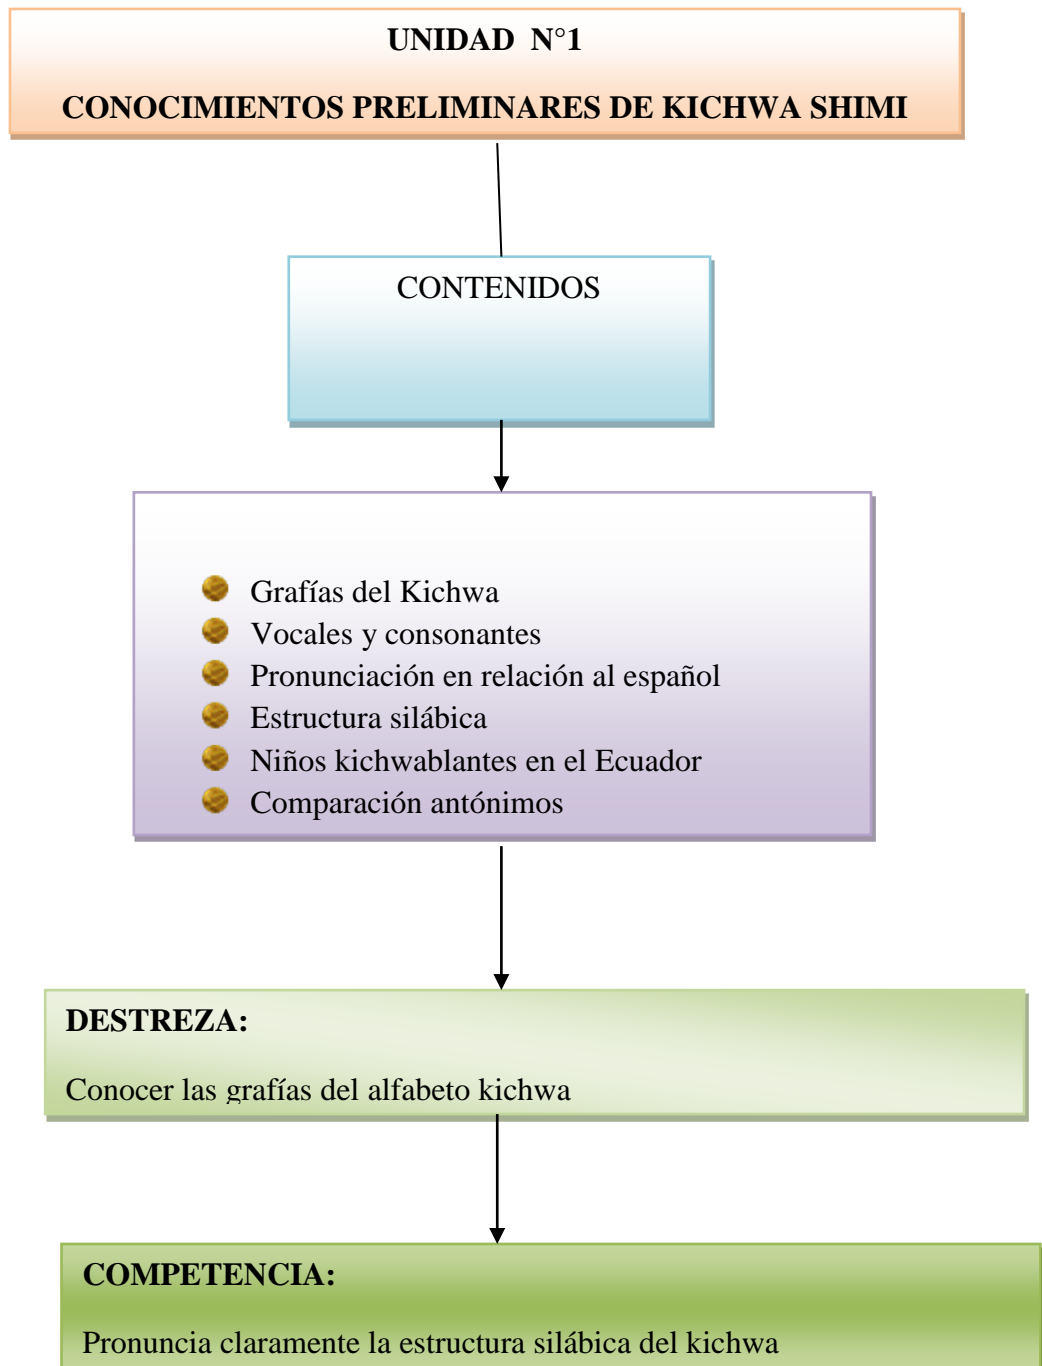 UNIDAD N°1
CONOCIMIENTOS PRELIMINARES DE KICHWA SHIMI
CONTENIDOS
Grafías del Kichwa
Vocales y consonantes
Pronunciación en relación al español
Estructura silábica
Niños kichwablantes en el Ecuador
Comparación antónimos
DESTREZA:
Conocer las grafías del alfabeto kichwa
COMPETENCIA:
Pronuncia claramente la estructura silábica del kichwa